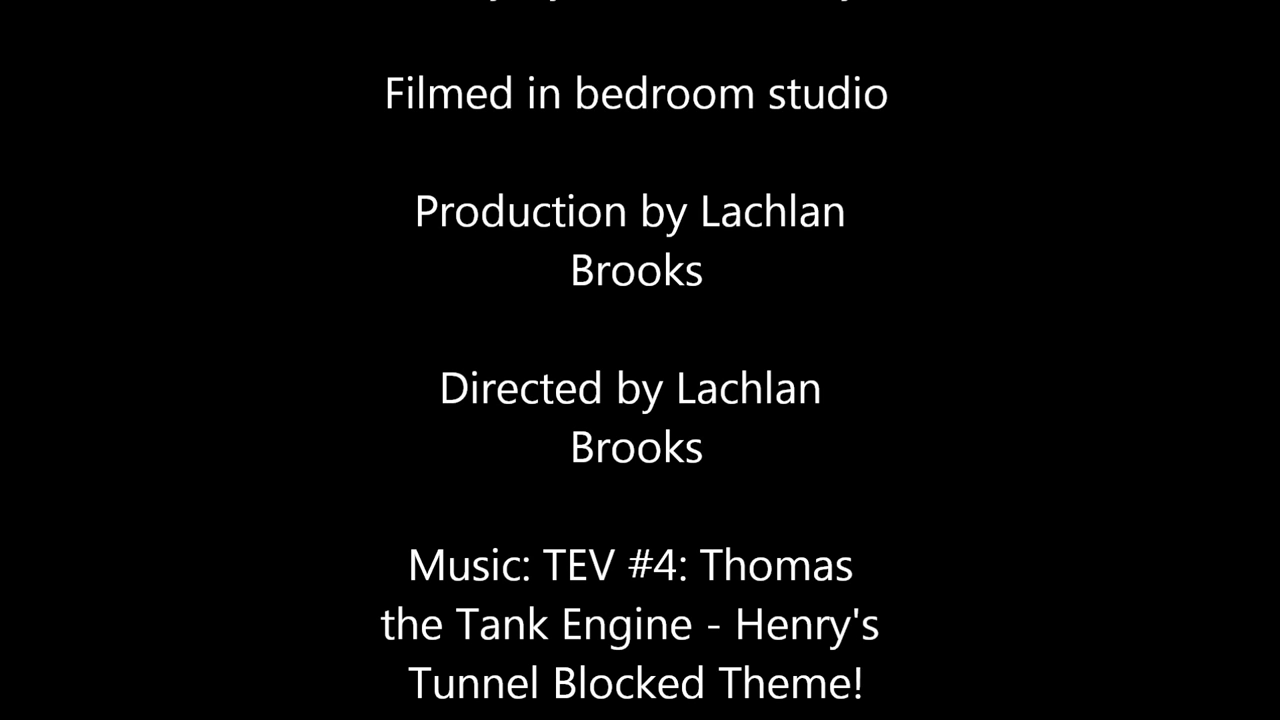 Filmed in bedroom studio
Production by Lachlan
Brooks
Directed by Lachlan
Brooks
Music: TEV #4: Thomas
the Tank Engine - Henry's
Tunnel Blocked Theme!